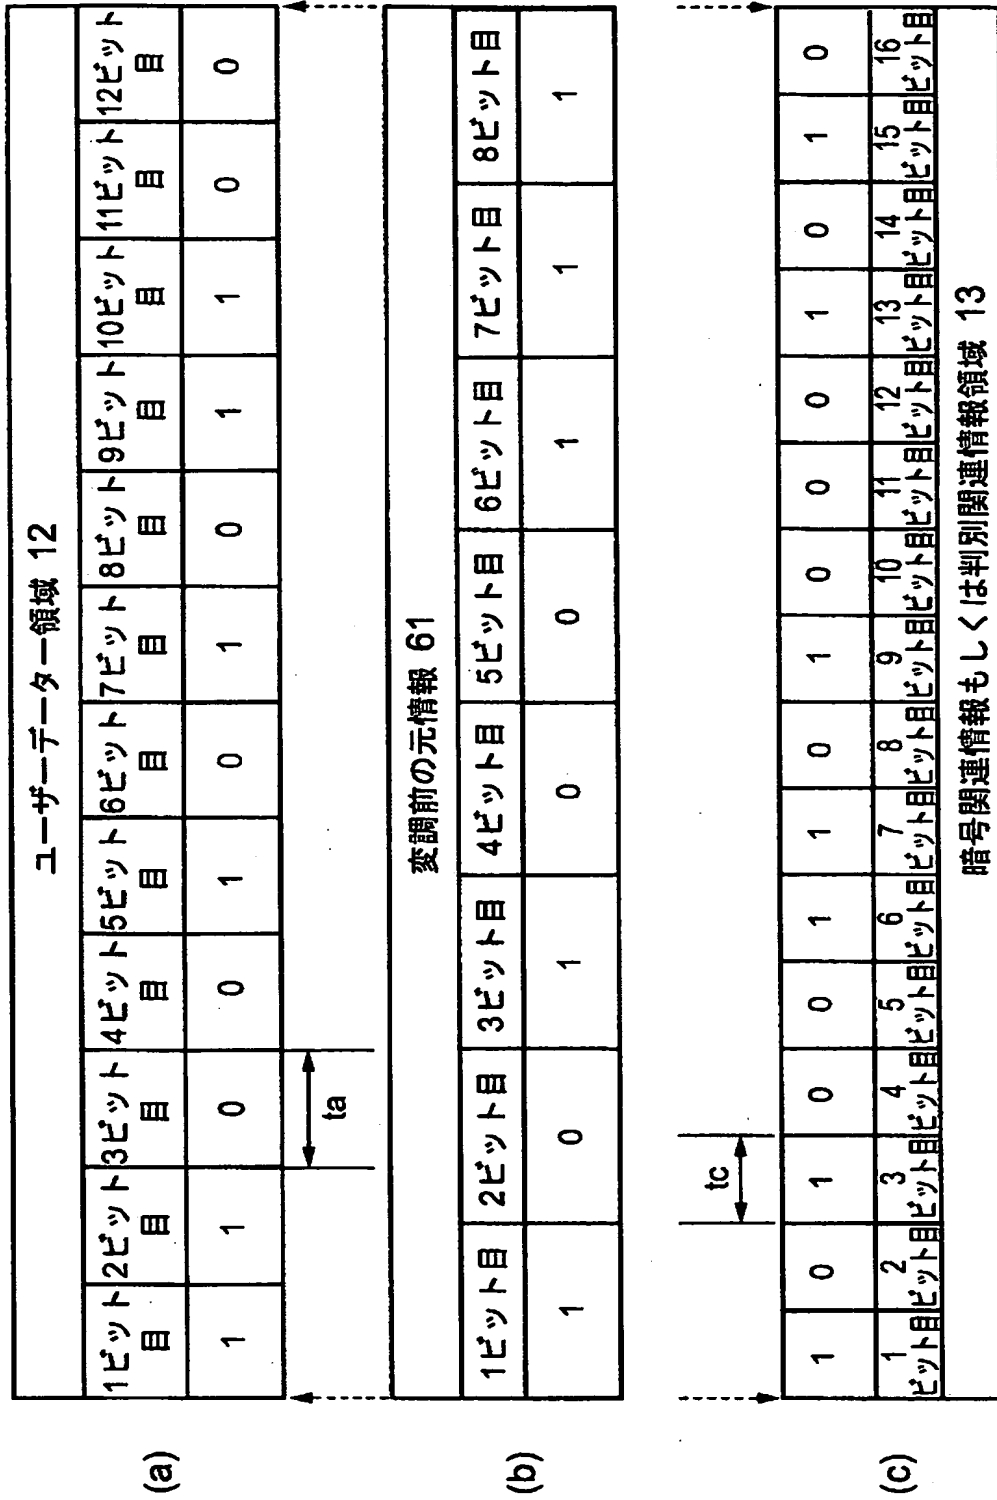 (a)
ユーザーデーター領域 12
1ビット目 2ビット目 3ビット目 4ビット目 5ビット目 6ビット目 7ビット目 8ビット目 9ビット目 10ビット目 11ビット目 12ビット目
1 1 0 0 1 0 1 0 1 1 0 0
ta
(b)
変調前の元情報 61
1ビット目 2ビット目 3ビット目 4ビット目 5ビット目 6ビット目 7ビット目 8ビット目
1 0 1 0 0 1 1 1
tc
(c)
1 0 1 0 0 1 1 0 1 0 0 0 1 0 1 0
1ビット目 2ビット目 3ビット目 4ビット目 5ビット目 6ビット目 7ビット目 8ビット目 9ビット目 10ビット目 11ビット目 12ビット目 13ビット目 14ビット目 15ビット目 16ビット目
暗号関連情報もしくは判別関連情報領域 13